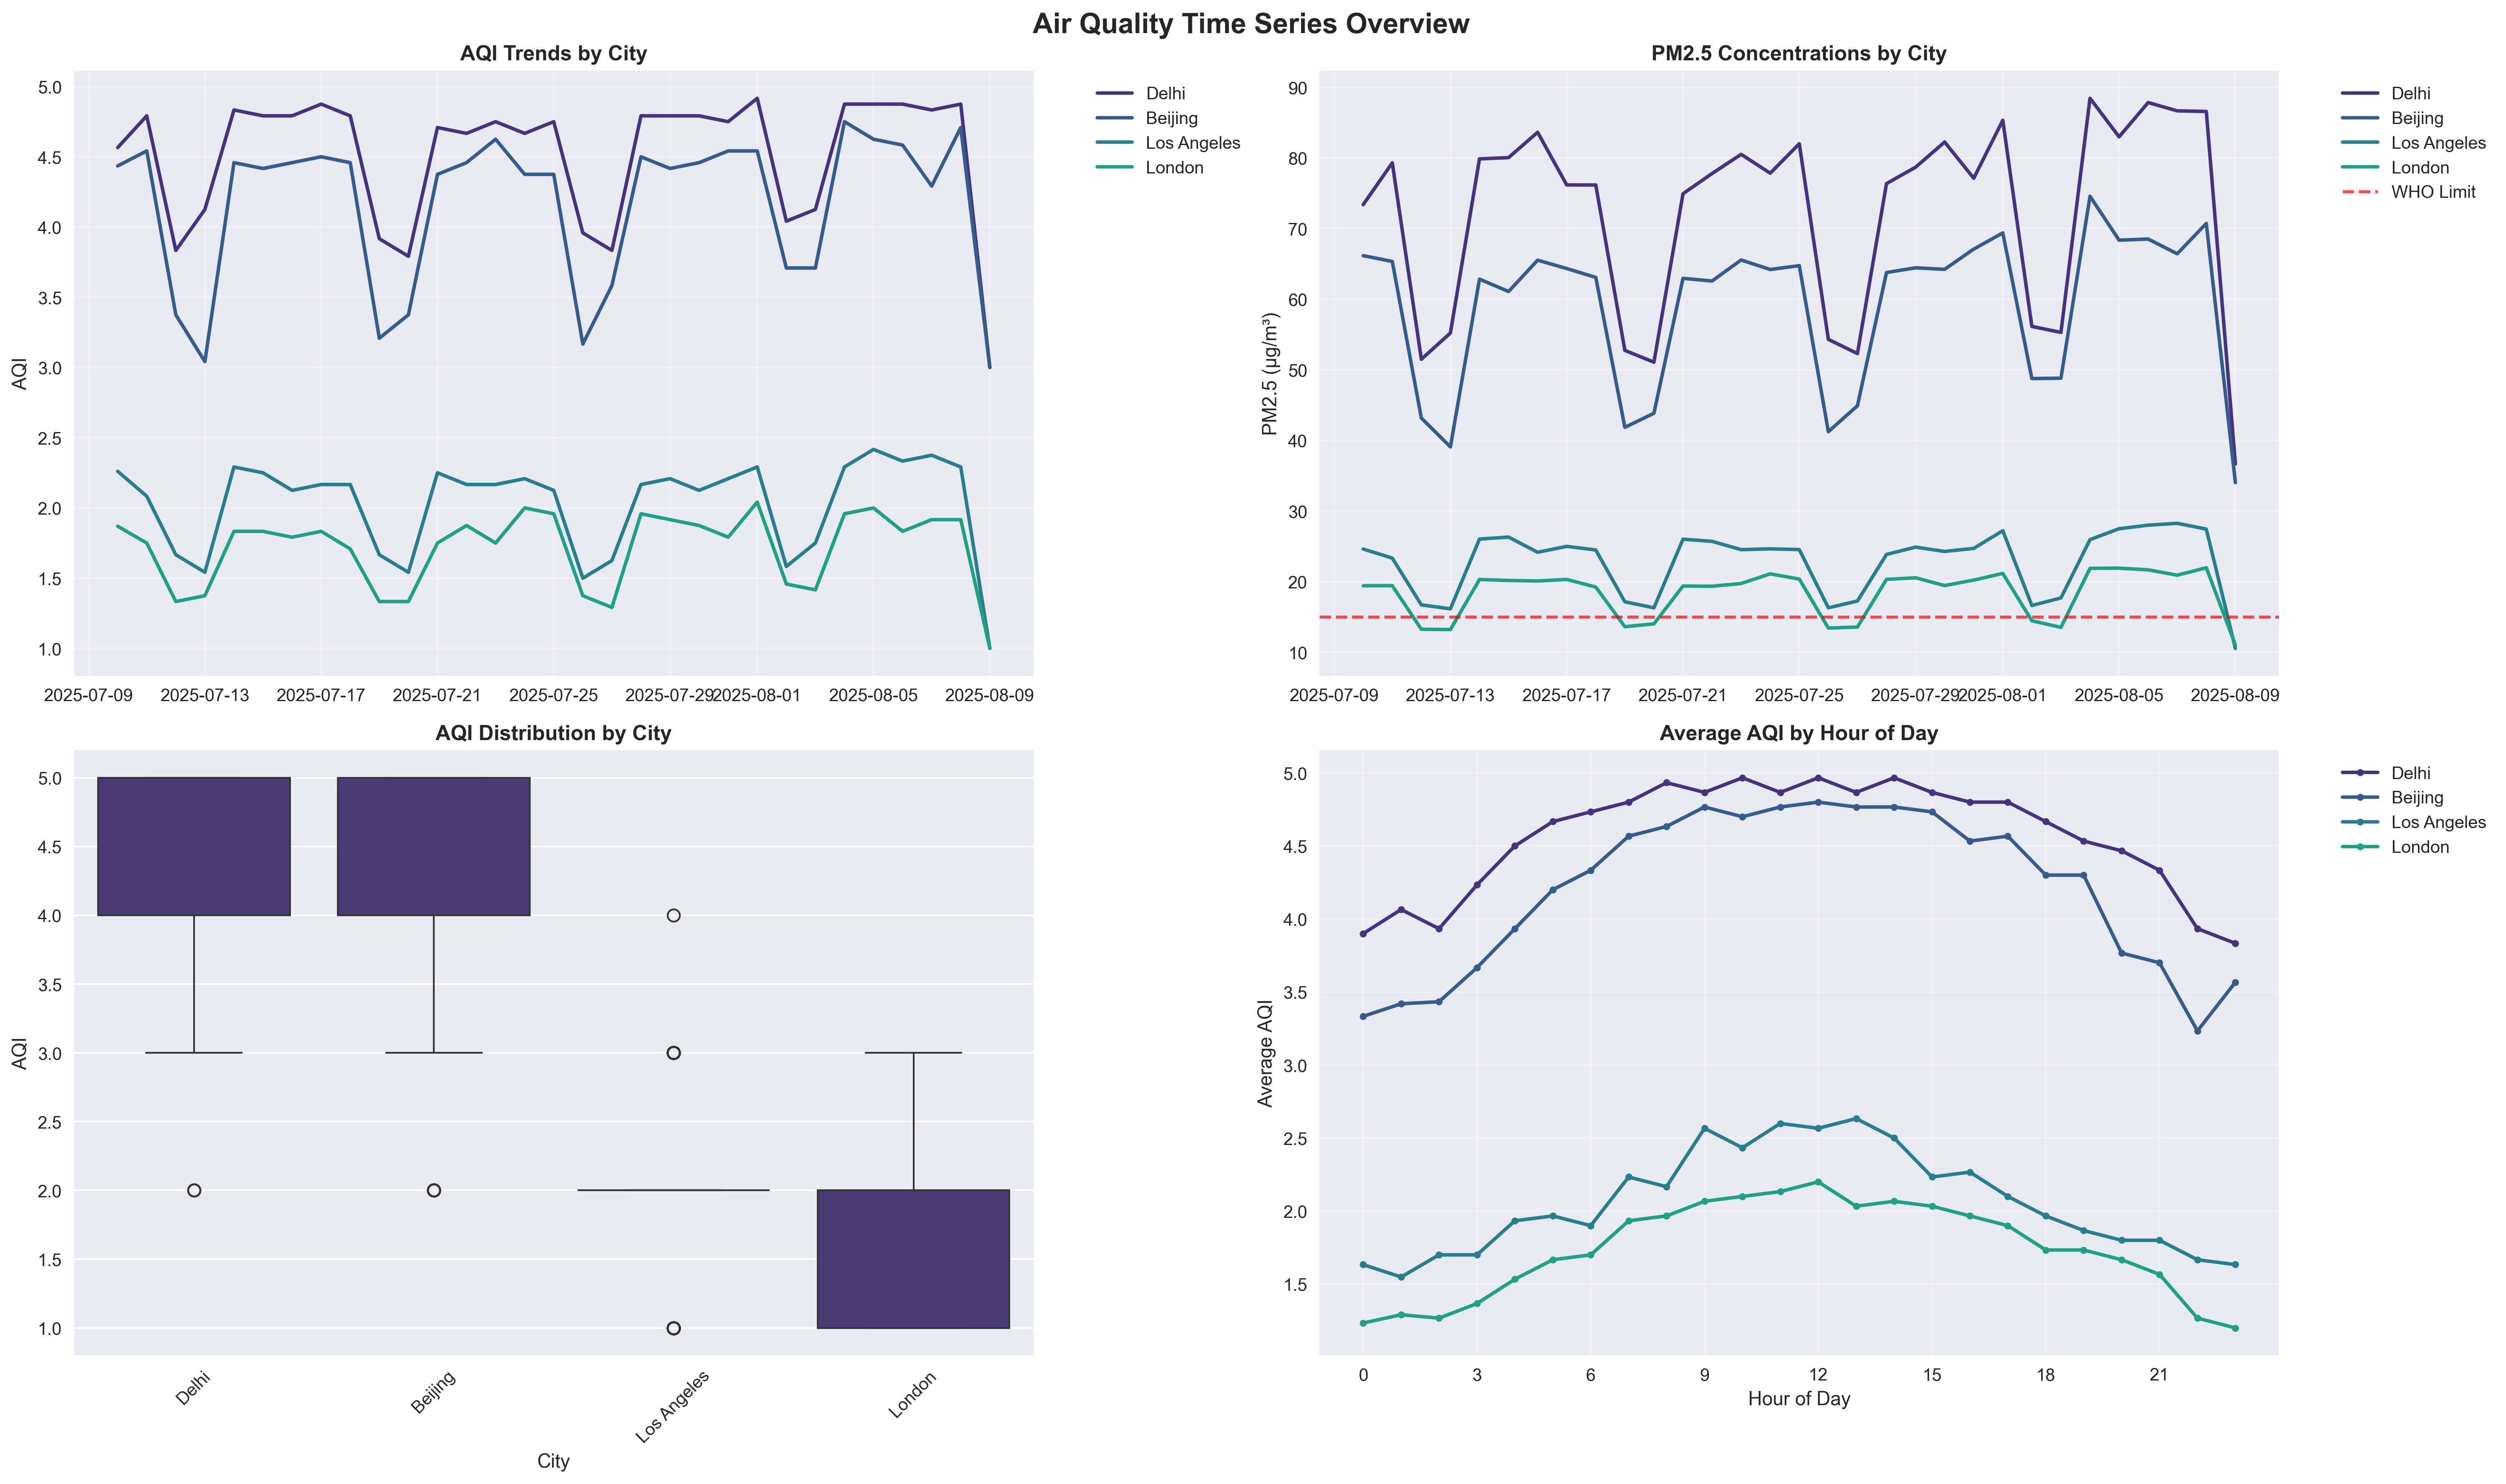 Air Quality Time Series Overview
AQI Trends by City
AQI
5.0
4.5
4.0
3.5
3.0
2.5
2.0
1.5
1.0
2025-07-09 2025-07-13 2025-07-17 2025-07-21 2025-07-25 2025-07-29 2025-08-01 2025-08-05 2025-08-09
Delhi
Beijing
Los Angeles
London
PM2.5 Concentrations by City
PM2.5 (µg/m³)
90
80
70
60
50
40
30
20
10
2025-07-09 2025-07-13 2025-07-17 2025-07-21 2025-07-25 2025-07-29 2025-08-01 2025-08-05 2025-08-09
Delhi
Beijing
Los Angeles
London
WHO Limit
AQI Distribution by City
AQI
5.0
4.5
4.0
3.5
3.0
2.5
2.0
1.5
1.0
Delhi
Beijing
Los Angeles
London
City
Average AQI by Hour of Day
Average AQI
5.0
4.5
4.0
3.5
3.0
2.5
2.0
1.5
0 3 6 9 12 15 18 21
Hour of Day
Delhi
Beijing
Los Angeles
London